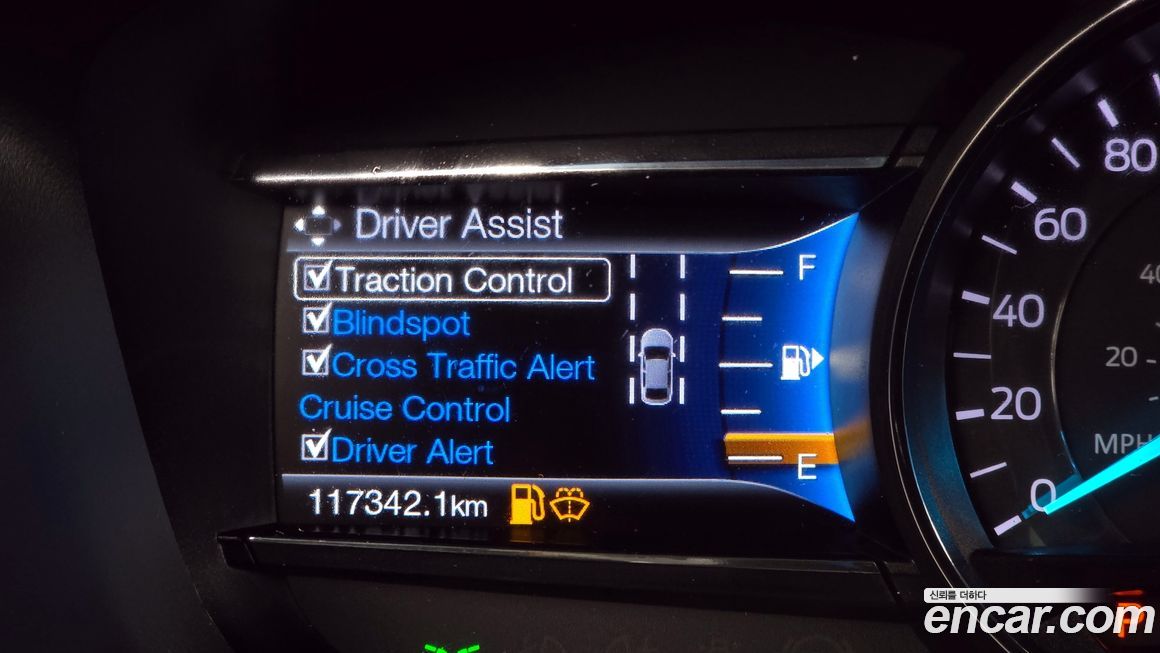 Driver Assist
Traction Control
Blindspot
Cross Traffic Alert
Cruise Control
Driver Alert
117342.1km
F
E
80
60
40
20
0
20
MPH
P
신뢰를 더하다
encar.com